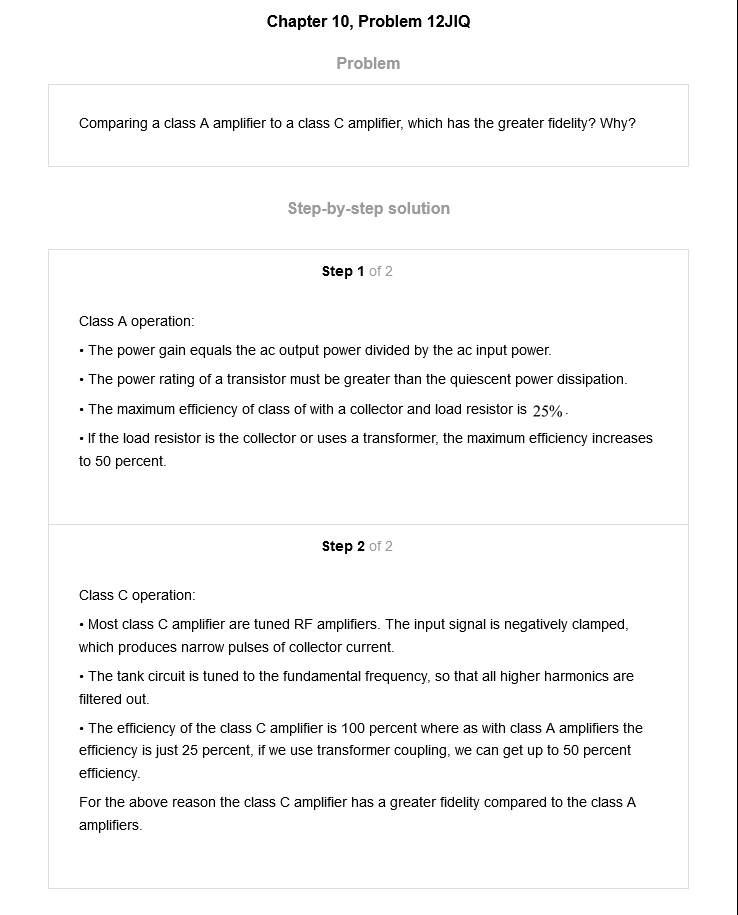 Chapter 10, Problem 12JIQ
Problem
Comparing a class A amplifier to a class C amplifier, which has the greater fidelity? Why?
Step-by-step solution
Step 1 of 2
Class A operation:
• The power gain equals the ac output power divided by the ac input power.
• The power rating of a transistor must be greater than the quiescent power dissipation.
• The maximum efficiency of class of with a collector and load resistor is 25%.
• If the load resistor is the collector or uses a transformer, the maximum efficiency increases
to 50 percent.
Step 2 of 2
Class C operation:
• Most class C amplifier are tuned RF amplifiers. The input signal is negatively clamped,
which produces narrow pulses of collector current.
• The tank circuit is tuned to the fundamental frequency, so that all higher harmonics are
filtered out.
• The efficiency of the class C amplifier is 100 percent where as with class A amplifiers the
efficiency is just 25 percent, if we use transformer coupling, we can get up to 50 percent
efficiency.
For the above reason the class C amplifier has a greater fidelity compared to the class A
amplifiers.